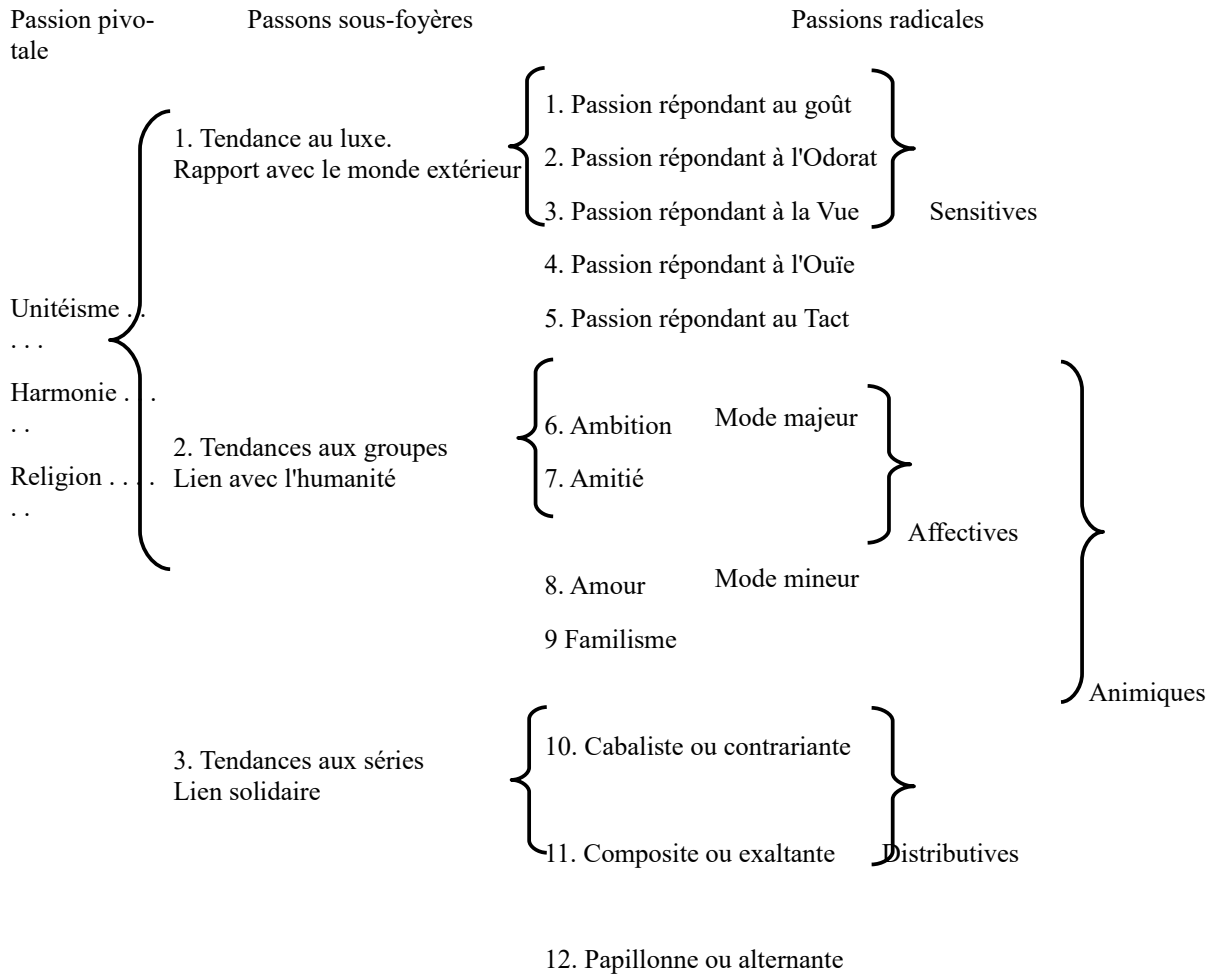 Passion pivo-
tale
Passons sous-foyères
Passions radicales
Unitéisme . .
. . .
Harmonie . . .
. .
Religion . . . .
. .
1. Tendance au luxe.
Rapport avec le monde extérieur
1. Passion répondant au goût
2. Passion répondant à l'Odorat
3. Passion répondant à la Vue
4. Passion répondant à l'Ouïe
5. Passion répondant au Tact
Sensitives
2. Tendances aux groupes
Lien avec l'humanité
6. Ambition
7. Amitié
Mode majeur
8. Amour
9 Familisme
Mode mineur
Affectives
3. Tendances aux séries
Lien solidaire
10. Cabaliste ou contrariante
11. Composite ou exaltante
12. Papillonne ou alternante
Distributives
Animiques